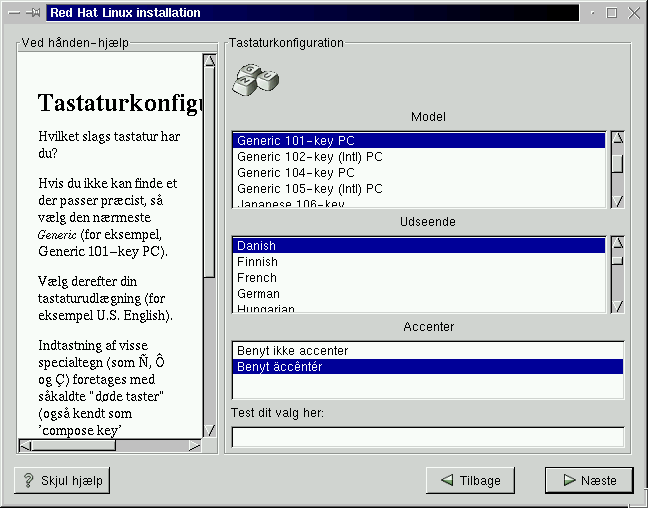 Red Hat Linux installation
Ved hånden-hjælp
Tastaturkonfigu
Hvilket slags tastatur har
du?
Hvis du ikke kan finde et
der passer præcist, så
vælg den nærmeste
Generic (for eksempel,
Generic 101-key PC).
Vælg derefter din
tastaturudlægning (for
eksempel U.S. English).
Indtastning af visse
specialtegn (som Ñ, Ô
og Ç) foretages med
såkaldte "døde taster"
(også kendt som
'compose key'
Skjul hjælp
Tastaturkonfiguration
Model
Generic 101-key PC
Generic 102-key (Intl) PC
Generic 104-key PC
Generic 105-key (Intl) PC
Japanese 106-key
Udseende
Danish
Finnish
French
German
Hungarian
Accenter
Benyt ikke accenter
Benyt äccêntér
Test dit valg her:
Tilbage
Næste